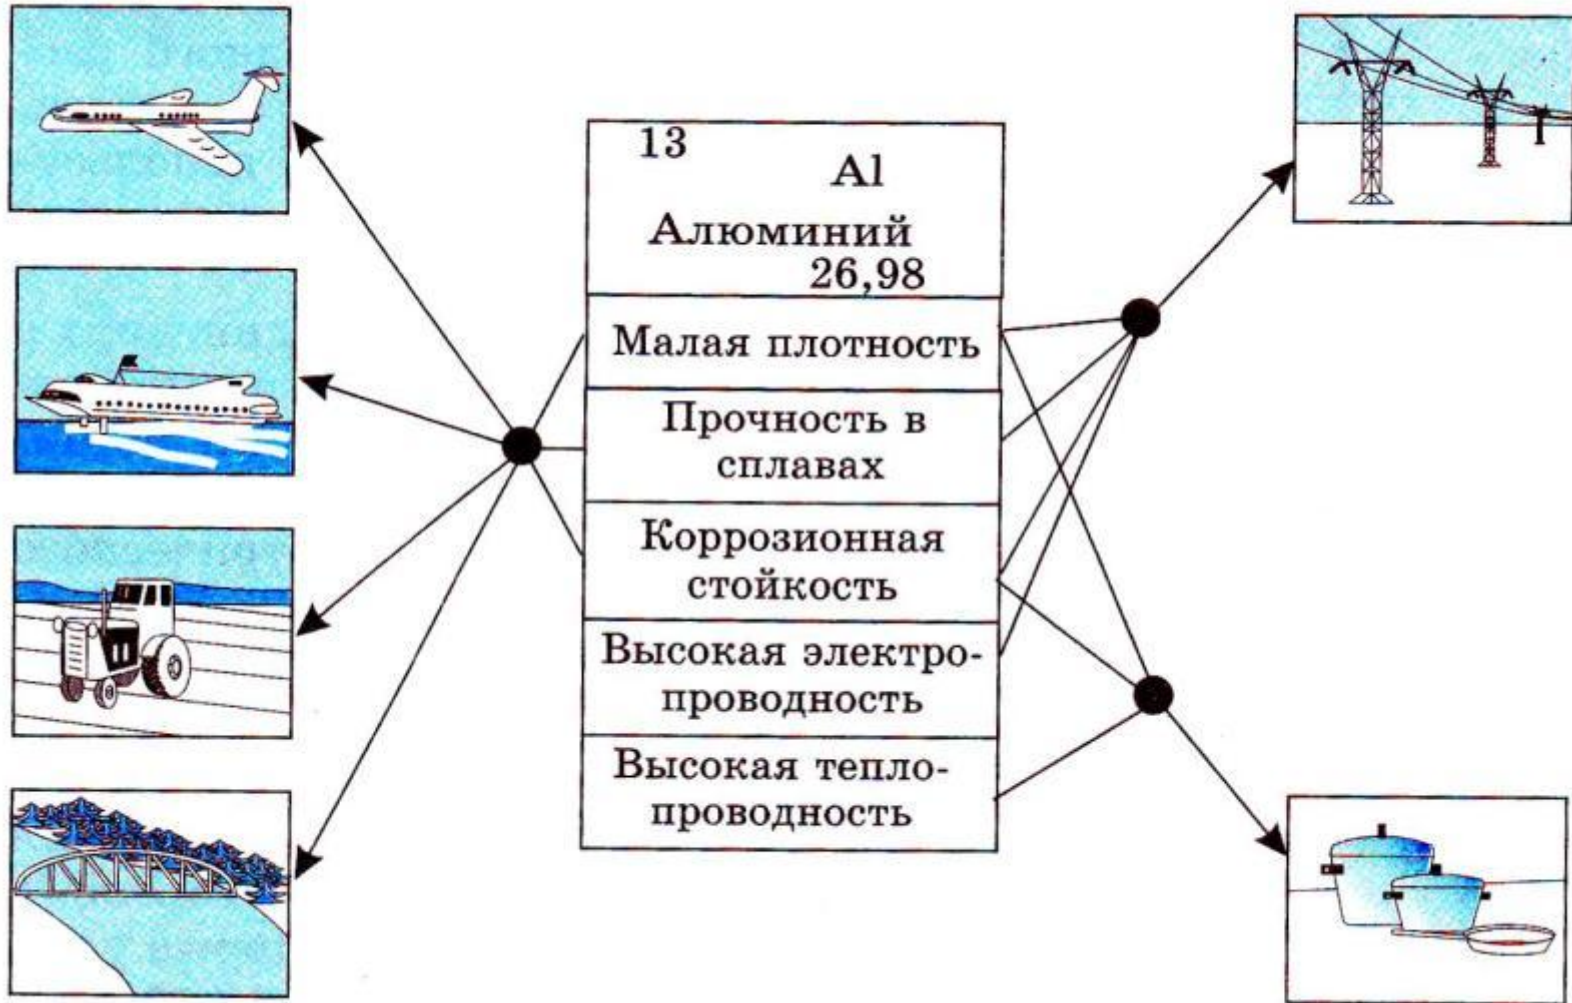 13
Al
Алюминий
26,98
Малая плотность
Прочность в
сплавах
Коррозионная
стойкость
Высокая электро-
проводность
Высокая тепло-
проводность